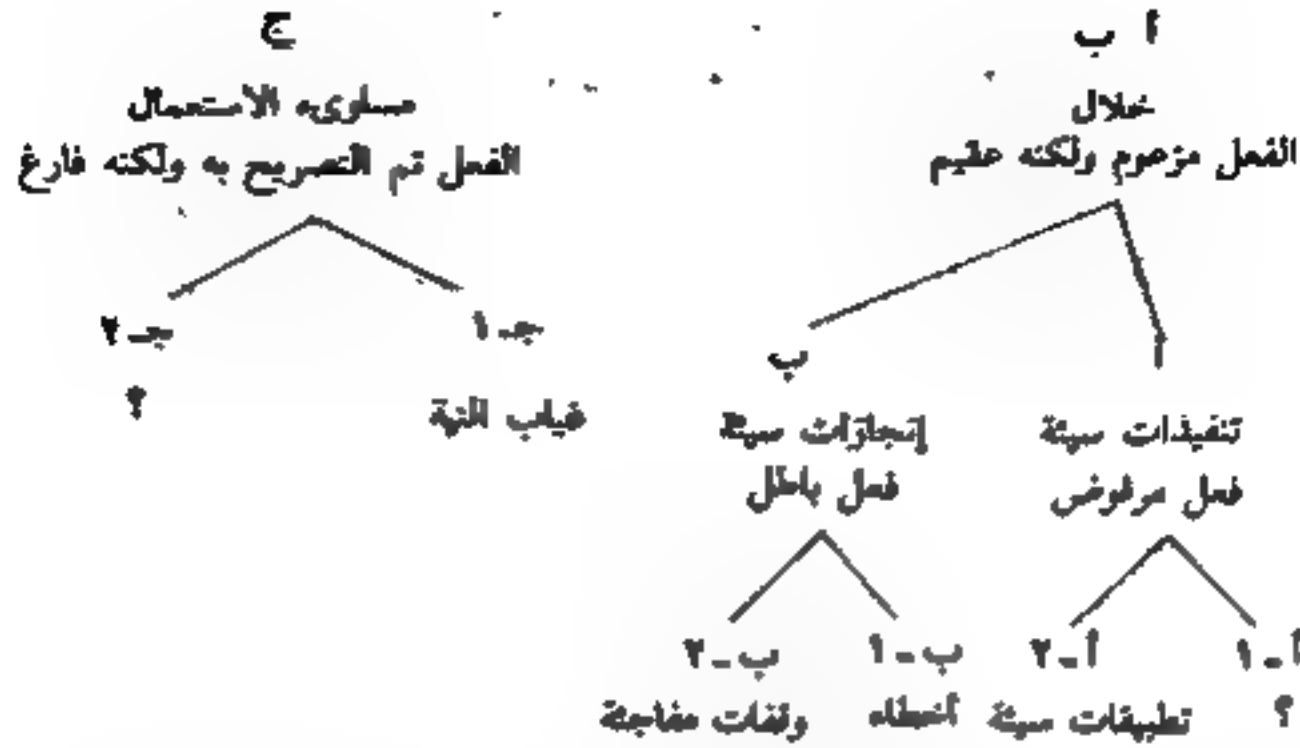 أ ب
ج
خلال
الفعل مزعوم ولكنه عقيم
مساوىء الاستعمال
الفعل تم التصريح به ولكنه فارغ
أ
ب
جـ ـ ١
جـ ـ ٢
تنفيذات سيئة
فعل مرفوض
إنجازات سيئة
فعل باطل
غياب النية
؟
أ ـ ١
؟
أ ـ ٢
تطبيقات سيئة
ب ـ ١
أخطاء
ب ـ ٢
وقفات مفاجئة